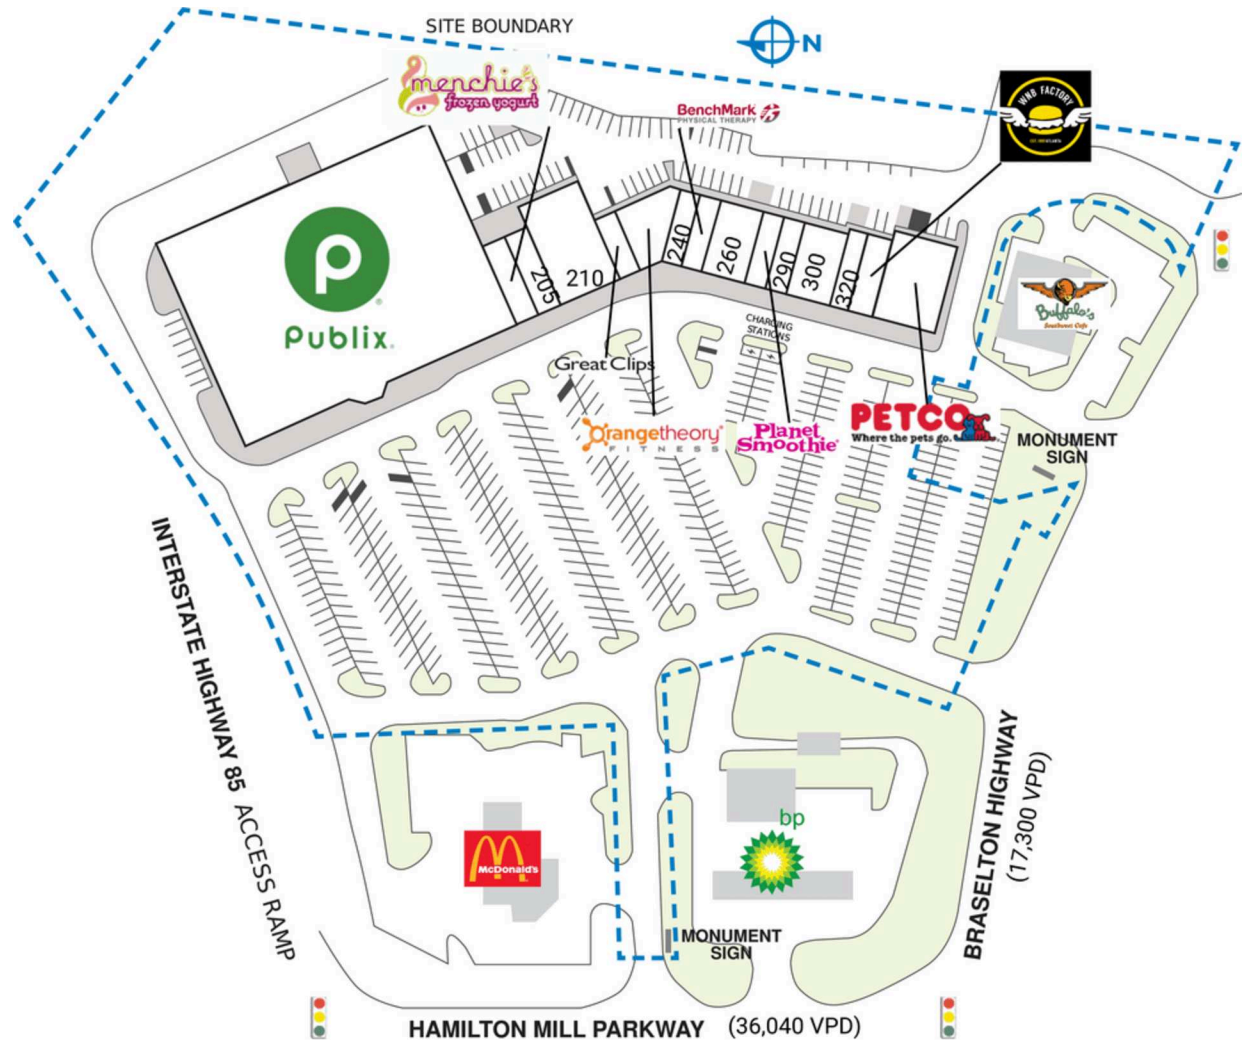 SITE BOUNDARY
N
menchie's
frozen yogurt
BenchMark
PHYSICAL THERAPY
WNB FACTORY
EST. ATLANTA
Publix.
205
210
240
260
290
300
320
CHARGING
STATIONS
Buffalo's
Southwest Cafe
Great Clips
Orangetheory
FITNESS
Planet
Smoothie
PETCO
Where the pets go.
MONUMENT
SIGN
INTERSTATE HIGHWAY 85 ACCESS RAMP
McDonald's
bp
BRASELTON HIGHWAY
(17,300 VPD)
MONUMENT
SIGN
HAMILTON MILL PARKWAY (36,040 VPD)